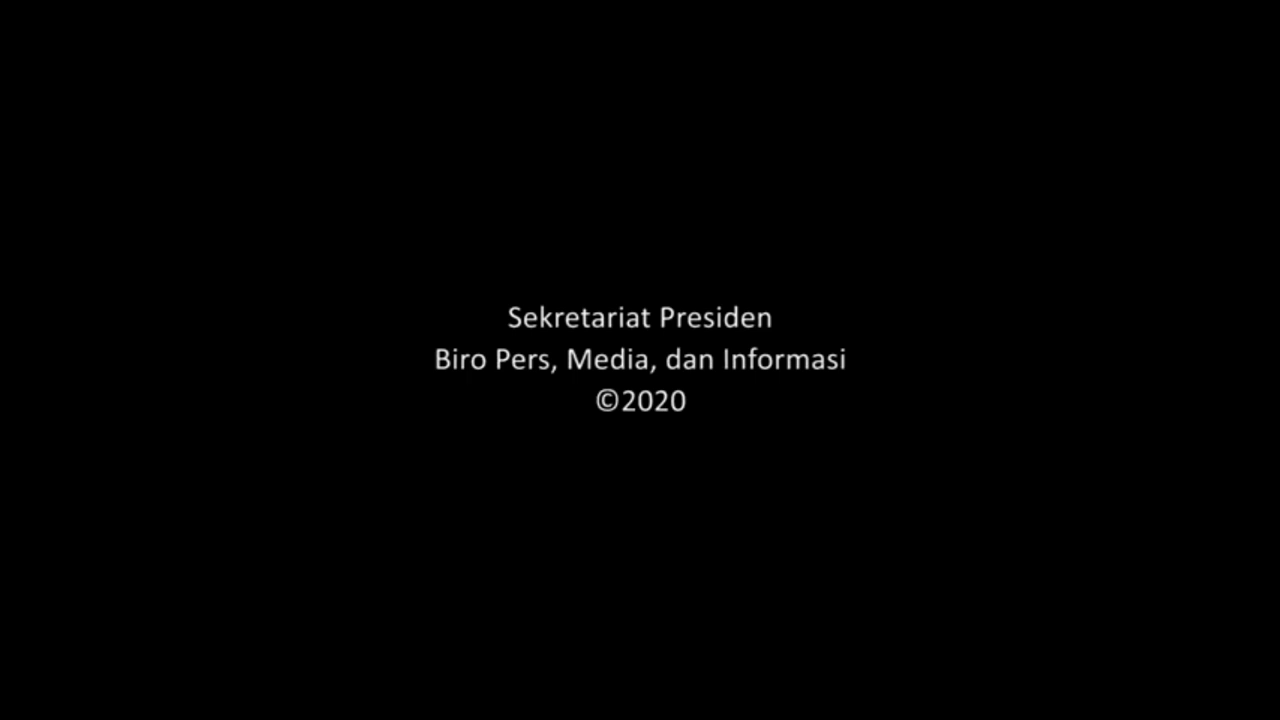 Sekretariat Presiden
Biro Pers, Media, dan Informasi
©2020